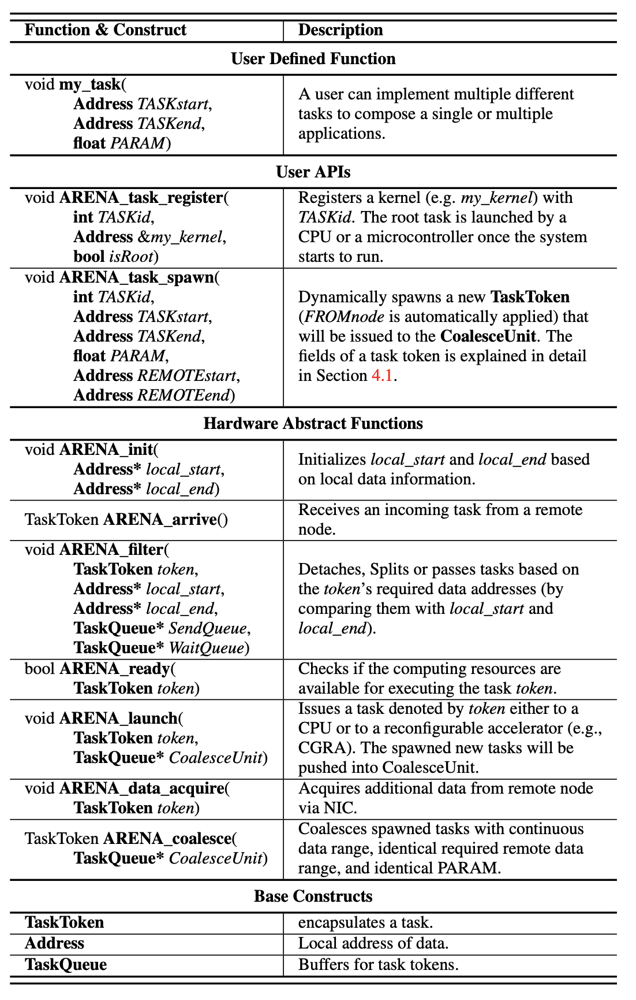 Function & Construct
Description
User Defined Function
void my_task(
Address TASKstart,
Address TASKend,
float PARAM)
A user can implement multiple different
tasks to compose a single or multiple
applications.
User APIs
void ARENA_task_register(
int TASKid,
Address &my_kernel,
bool isRoot)
Registers a kernel (e.g. my_kernel) with
TASKid. The root task is launched by a
CPU or a microcontroller once the system
starts to run.
void ARENA_task_spawn(
int TASKid,
Address TASKstart,
Address TASKend,
float PARAM,
Address REMOTEstart,
Address REMOTEend)
Dynamically spawns a new TaskToken
(FROMnode is automatically applied) that
will be issued to the CoalesceUnit. The
fields of a task token is explained in detail
in Section 4.1.
Hardware Abstract Functions
void ARENA_init(
Address* local_start,
Address* local_end)
Initializes local_start and local_end based
on local data information.
TaskToken ARENA_arrive()
Receives an incoming task from a remote
node.
void ARENA_filter(
TaskToken token,
Address* local_start,
Address* local_end,
TaskQueue* SendQueue,
TaskQueue* WaitQueue)
Detaches, Splits or passes tasks based on
the token's required data addresses (by
comparing them with local_start and
local_end).
bool ARENA_ready(
TaskToken token)
Checks if the computing resources are
available for executing the task token.
void ARENA_launch(
TaskToken token,
TaskQueue* CoalesceUnit)
Issues a task denoted by token either to a
CPU or to a reconfigurable accelerator (e.g.,
CGRA). The spawned new tasks will be
pushed into CoalesceUnit.
void ARENA_data_acquire(
TaskToken token)
Acquires additional data from remote node
via NIC.
TaskToken ARENA_coalesce(
TaskQueue* CoalesceUnit)
Coalesces spawned tasks with continuous
data range, identical required remote data
range, and identical PARAM.
Base Constructs
TaskToken
encapsulates a task.
Address
Local address of data.
TaskQueue
Buffers for task tokens.